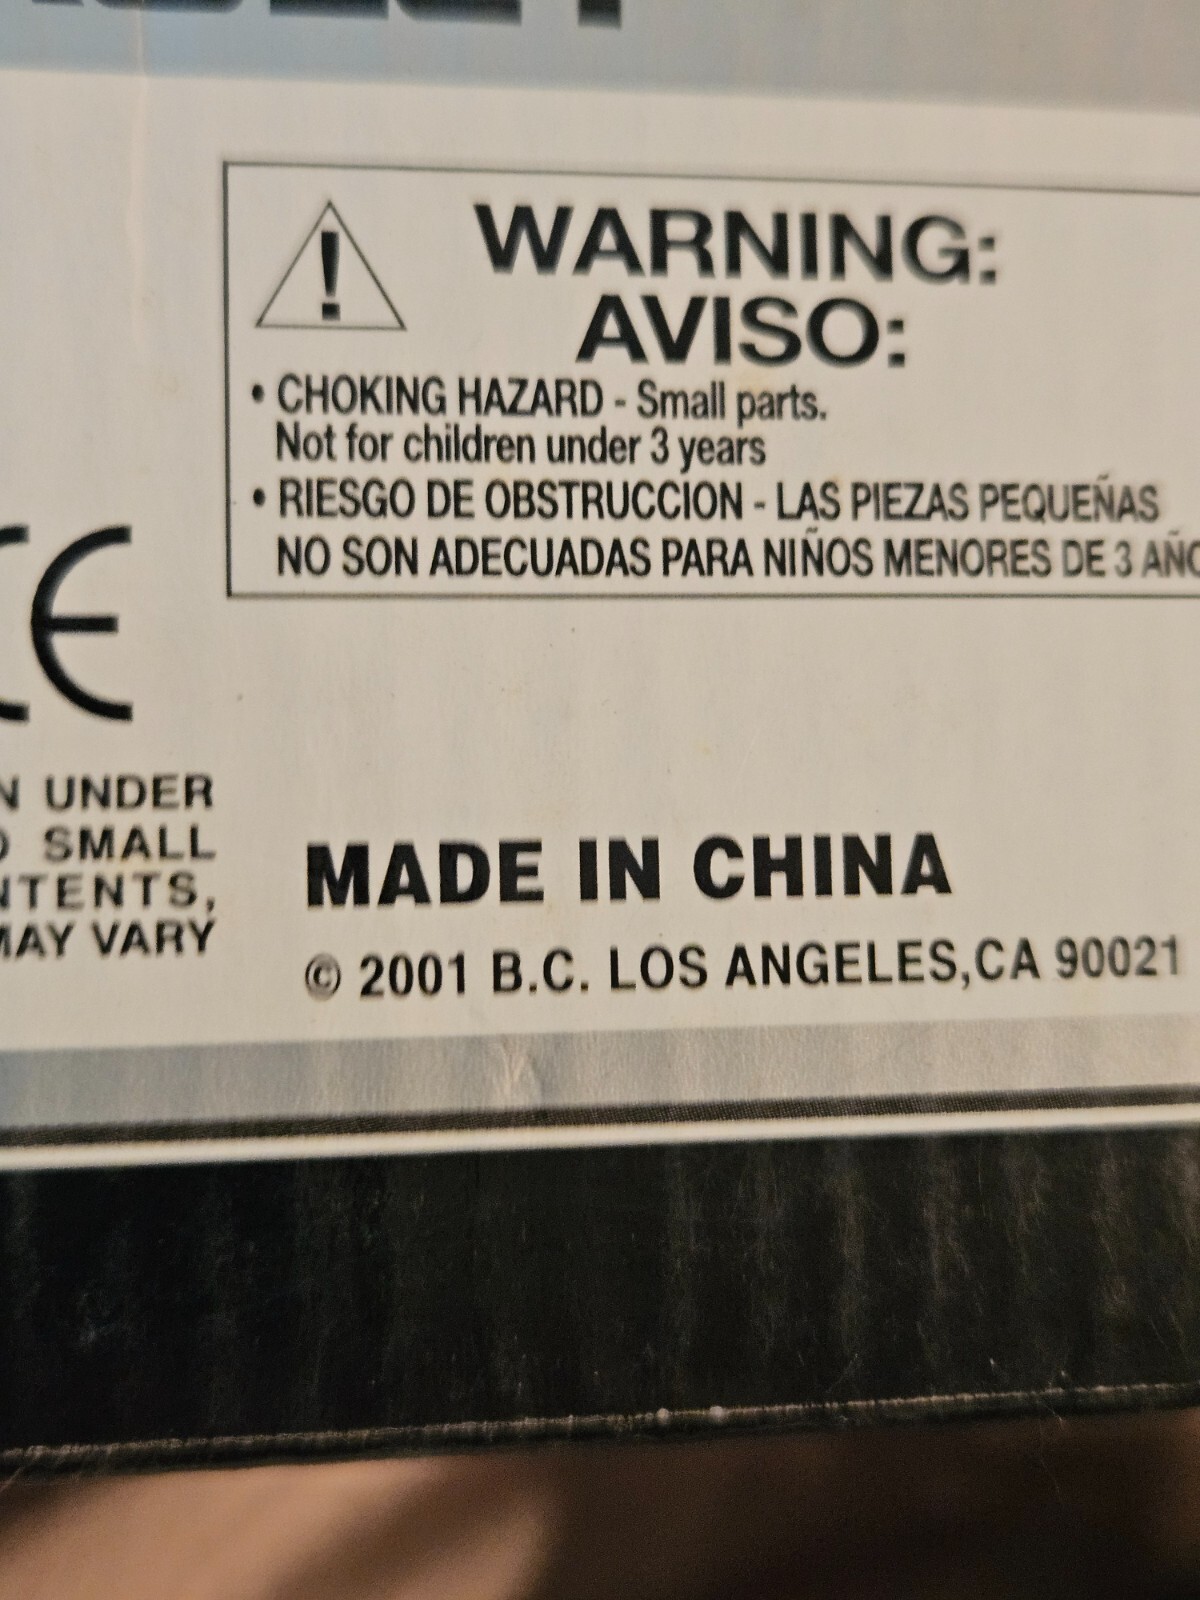 WARNING:
AVISO:
• CHOKING HAZARD - Small parts.
Not for children under 3 years
• RIESGO DE OBSTRUCCION - LAS PIEZAS PEQUEÑAS
NO SON ADECUADAS PARA NIÑOS MENORES DE 3 AÑO
CE
N UNDER
SMALL
NTENTS,
MAY VARY
MADE IN CHINA
© 2001 B.C. LOS ANGELES,CA 90021